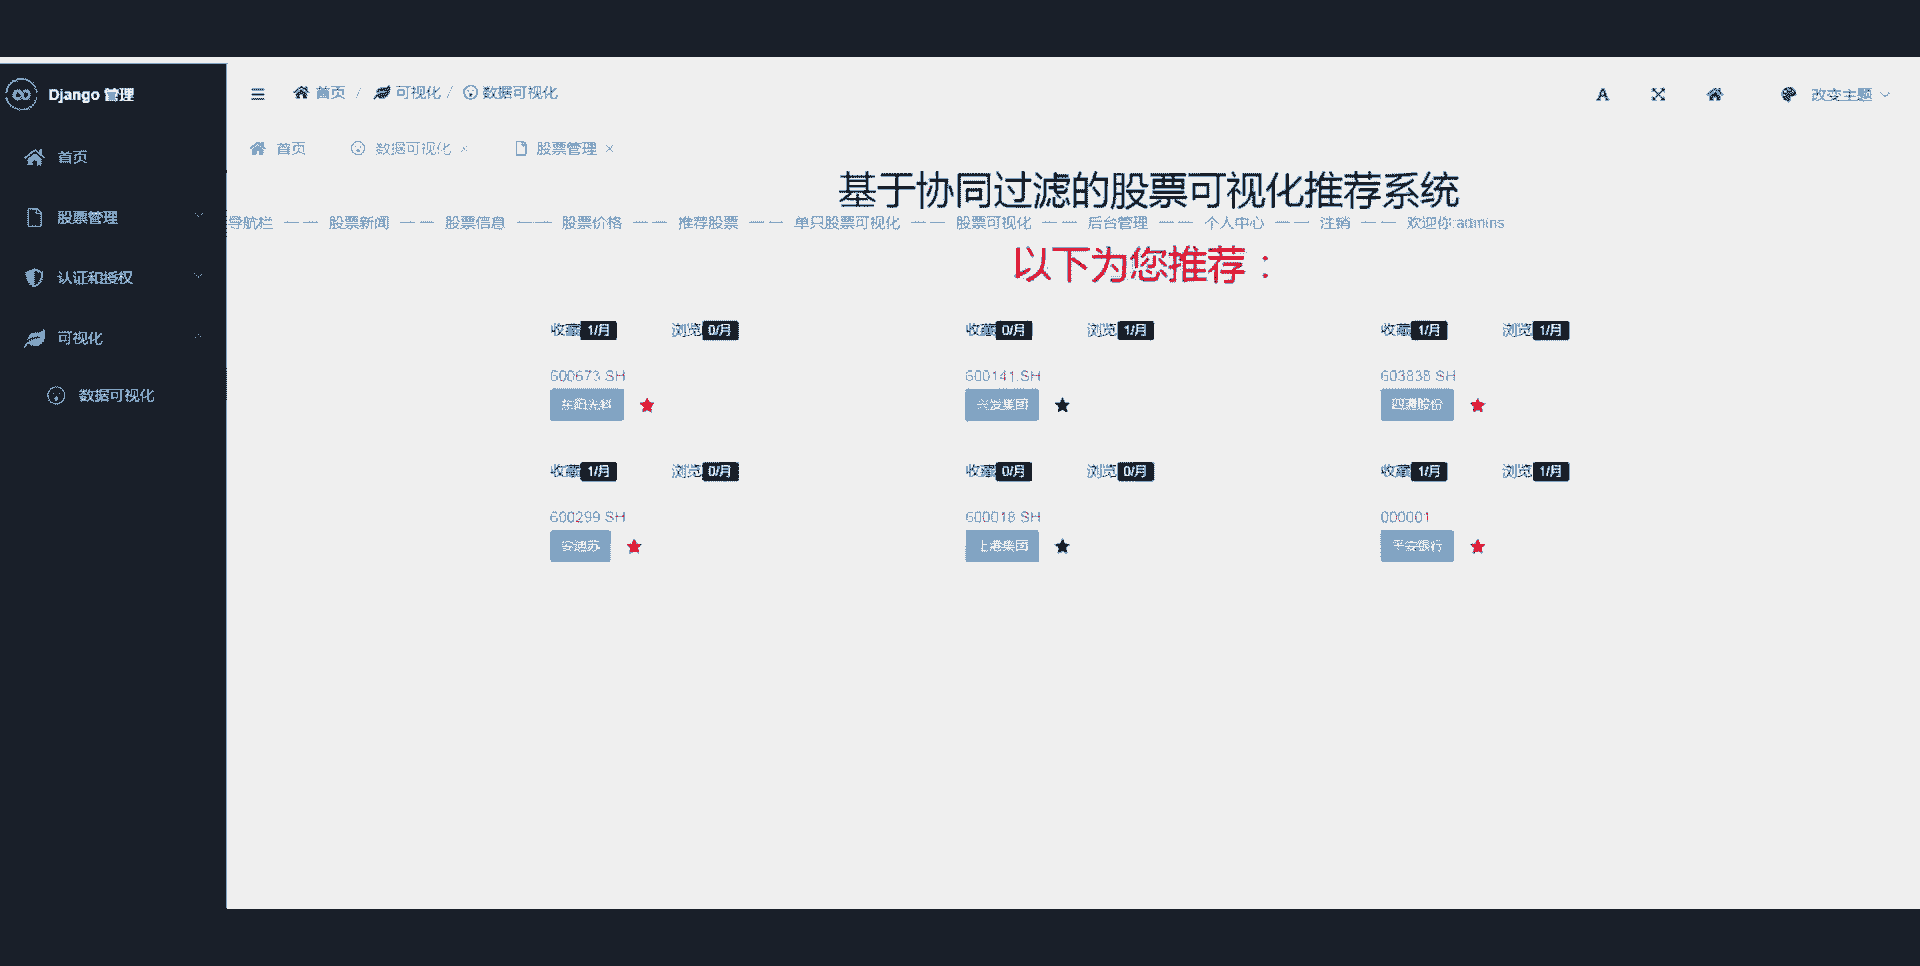 Django 管理
首页
股票管理
认证和授权
可视化
数据可视化
首页 / 可视化 / 数据可视化
A 改变主题
首页 数据可视化 × 股票管理 ×
基于协同过滤的股票可视化推荐系统
导航栏 —— 股票新闻 —— 股票信息 —— 股票价格 —— 推荐股票 —— 单只股票可视化 —— 股票可视化 —— 后台管理 —— 个人中心 —— 注销 —— 欢迎你:admins
以下为您推荐：
收藏 1/月 浏览 0/月 收藏 0/月 浏览 1/月 收藏 1/月 浏览 1/月
600673.SH 600141.SH 603838.SH
东阳光科 兴发集团 四通股份
收藏 1/月 浏览 0/月 收藏 0/月 浏览 0/月 收藏 1/月 浏览 1/月
600299.SH 600018.SH 000001
安迪苏 上港集团 平安银行